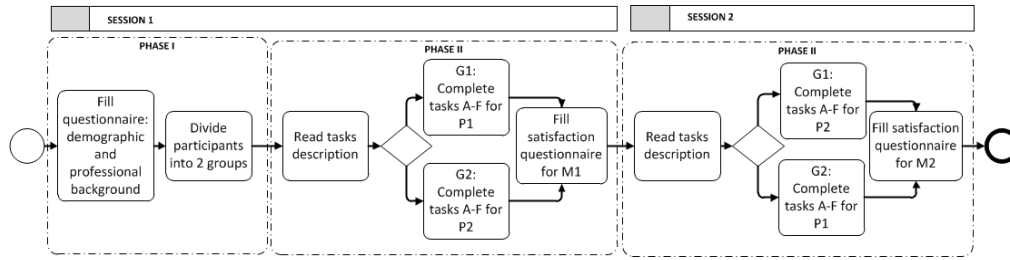 SESSION 1
SESSION 2
PHASE I
PHASE II
PHASE II
Fill
questionnaire:
demographic
and
professional
background
Divide
participants
into 2 groups
Read tasks
description
G1:
Complete
tasks A-F for
P1
G2:
Complete
tasks A-F for
P2
Fill
satisfaction
questionnaire
for M1
Read tasks
description
G1:
Complete
tasks A-F for
P2
G2:
Complete
tasks A-F for
P1
Fill satisfaction
questionnaire
for M2